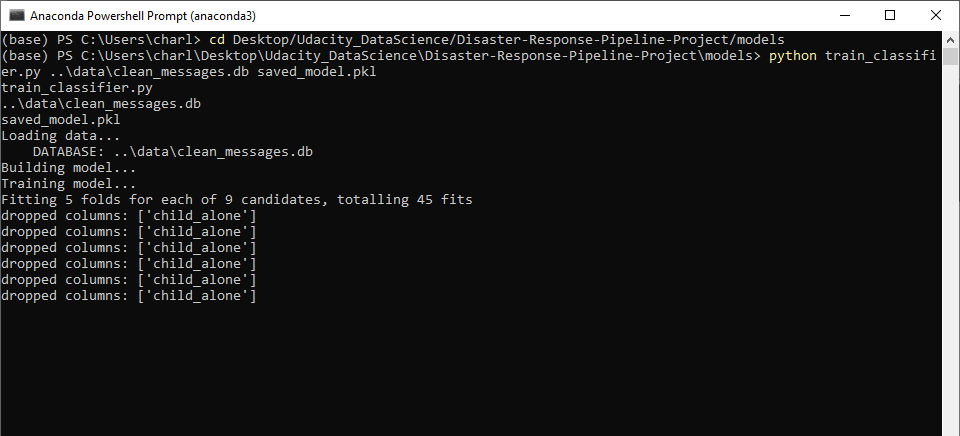 Anaconda Powershell Prompt (anaconda3)
(base) PS C:\Users\charl> cd Desktop/Udacity_DataScience/Disaster-Response-Pipeline-Project/models
(base) PS C:\Users\charl\Desktop\Udacity_DataScience\Disaster-Response-Pipeline-Project\models> python train_classifi
er.py ..\data\clean_messages.db saved_model.pkl
train_classifier.py
..\data\clean_messages.db
saved_model.pkl
Loading data...
    DATABASE: ..\data\clean_messages.db
Building model...
Training model...
Fitting 5 folds for each of 9 candidates, totalling 45 fits
dropped columns: ['child_alone']
dropped columns: ['child_alone']
dropped columns: ['child_alone']
dropped columns: ['child_alone']
dropped columns: ['child_alone']
dropped columns: ['child_alone']